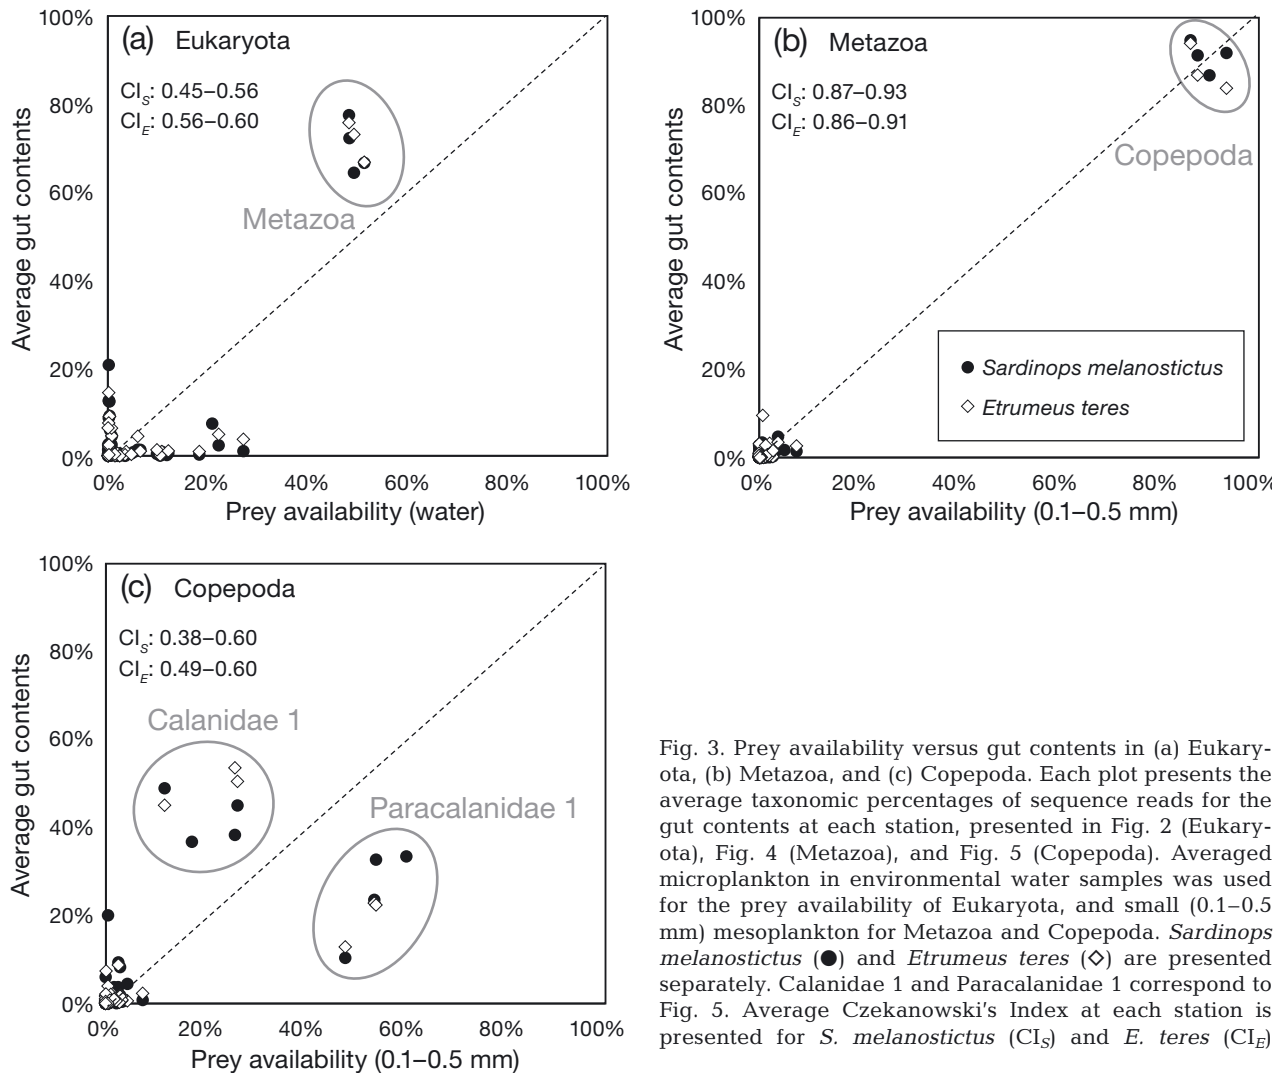 100%
80%
60%
40%
20%
0%
Average gut contents
(a) Eukaryota
CI_S: 0.45–0.56
CI_E: 0.56–0.60
Metazoa
0% 20% 40% 60% 80% 100%
Prey availability (water)
100%
80%
60%
40%
20%
0%
Average gut contents
(b) Metazoa
CI_S: 0.87–0.93
CI_E: 0.86–0.91
Copepoda
Sardinops melanostictus
Etrumeus teres
0% 20% 40% 60% 80% 100%
Prey availability (0.1–0.5 mm)
100%
80%
60%
40%
20%
0%
Average gut contents
(c) Copepoda
CI_S: 0.38–0.60
CI_E: 0.49–0.60
Calanidae 1
Paracalanidae 1
0% 20% 40% 60% 80% 100%
Prey availability (0.1–0.5 mm)
Fig. 3. Prey availability versus gut contents in (a) Eukary-
ota, (b) Metazoa, and (c) Copepoda. Each plot presents the
average taxonomic percentages of sequence reads for the
gut contents at each station, presented in Fig. 2 (Eukary-
ota), Fig. 4 (Metazoa), and Fig. 5 (Copepoda). Averaged
microplankton in environmental water samples was used
for the prey availability of Eukaryota, and small (0.1–0.5
mm) mesoplankton for Metazoa and Copepoda. Sardinops
melanostictus (●) and Etrumeus teres (◇) are presented
separately. Calanidae 1 and Paracalanidae 1 correspond to
Fig. 5. Average Czekanowski's Index at each station is
presented for S. melanostictus (CI_S) and E. teres (CI_E)